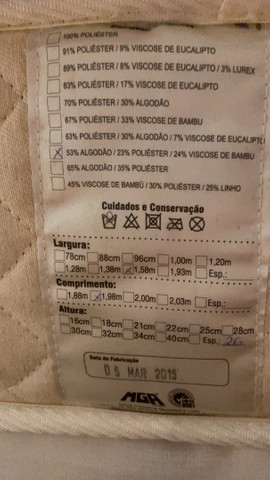 100% POLIÉSTER
91% POLIÉSTER / 9% VISCOSE DE EUCALIPTO
89% POLIÉSTER / 8% VISCOSE DE EUCALIPTO / 3% LUREX
83% POLIÉSTER / 17% VISCOSE DE EUCALIPTO
70% POLIÉSTER / 30% ALGODÃO
67% POLIÉSTER / 33% VISCOSE DE BAMBU
63% POLIÉSTER / 30% ALGODÃO / 7% VISCOSE DE EUCALIPTO
X 53% ALGODÃO / 23% POLIÉSTER / 24% VISCOSE DE BAMBU
65% ALGODÃO / 35% POLIÉSTER
45% VISCOSE DE BAMBÚ / 30% POLIÉSTER / 25% LINHO
Cuidados e Conservação
Largura:
78cm 88cm 96cm 1,00m 1,20m
1,28m 1,38m X 1,58m 1,93m Esp.:
Comprimento:
1,88m X 1,98m 2,00m 2,03m Esp.:
Altura:
16cm 18cm 21cm 22cm 25cm 28cm
30cm 32cm 34cm 40cm Esp.: 26
Data de Fabricação
05 MAR 2015
MGA